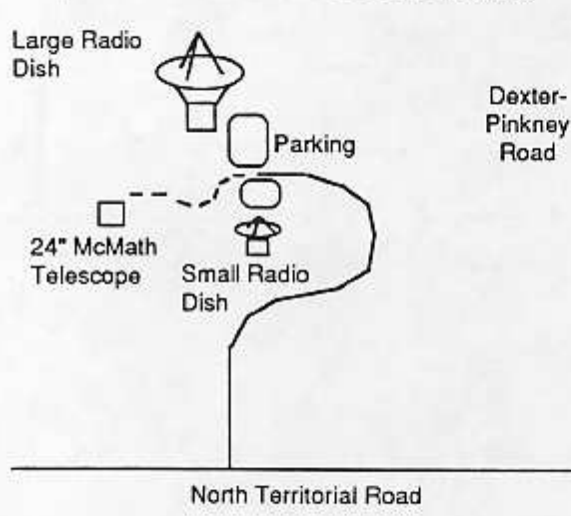 Large Radio
Dish
Dexter-
Pinkney
Road
Parking
24" McMath
Telescope
Small Radio
Dish
North Territorial Road